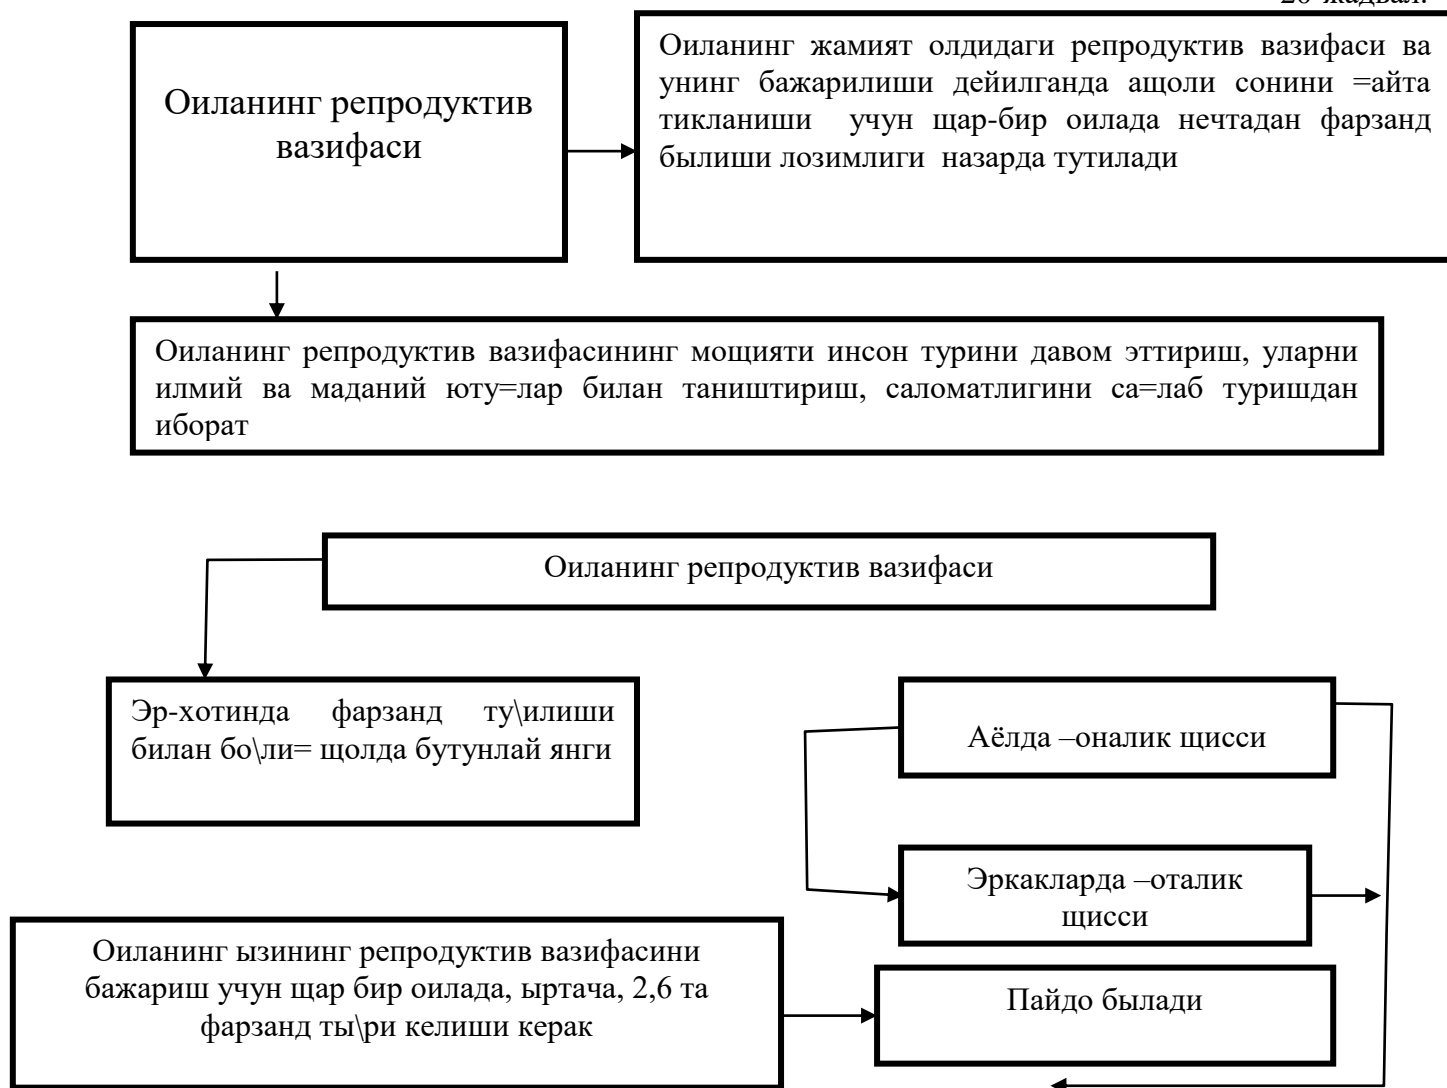 Оиланинг репродуктив
вазифаси
Оиланинг жамият олдидаги репродуктив вазифаси ва
унинг бажарилиши дейилганда ащоли сонини =айта
тикланиши учун щар-бир оилада нечтадан фарзанд
былиши лозимлиги назарда тутилади
Оиланинг репродуктив вазифасининг мощияти инсон турини давом эттириш, уларни
илмий ва маданий юту=лар билан таништириш, саломатлигини са=лаб туришдан
иборат
Оиланинг репродуктив вазифаси
Эр-хотинда фарзанд ту\илиши
билан бо\ли= щолда бутунлай янги
Аёлда –оналик щисси
Эркакларда –оталик
щисси
Оиланинг ызининг репродуктив вазифасини
бажариш учун щар бир оилада, ыртача, 2,6 та
фарзанд ты\ри келиши керак
Пайдо былади